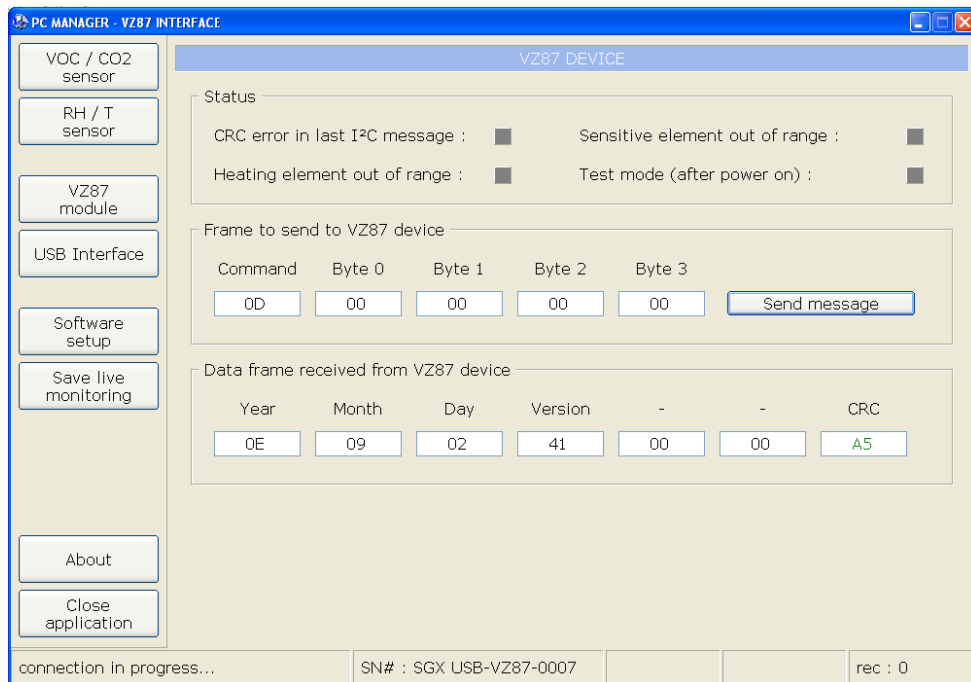 PC MANAGER - VZ87 INTERFACE
VOC / CO2
sensor
RH / T
sensor
VZ87
module
USB Interface
Software
setup
Save live
monitoring
About
Close
application
VZ87 DEVICE
Status
CRC error in last I²C message :
Sensitive element out of range :
Heating element out of range :
Test mode (after power on) :
Frame to send to VZ87 device
Command Byte 0 Byte 1 Byte 2 Byte 3
0D 00 00 00 00 Send message
Data frame received from VZ87 device
Year Month Day Version - - CRC
0E 09 02 41 00 00 A5
connection in progress... SN# : SGX USB-VZ87-0007 rec : 0